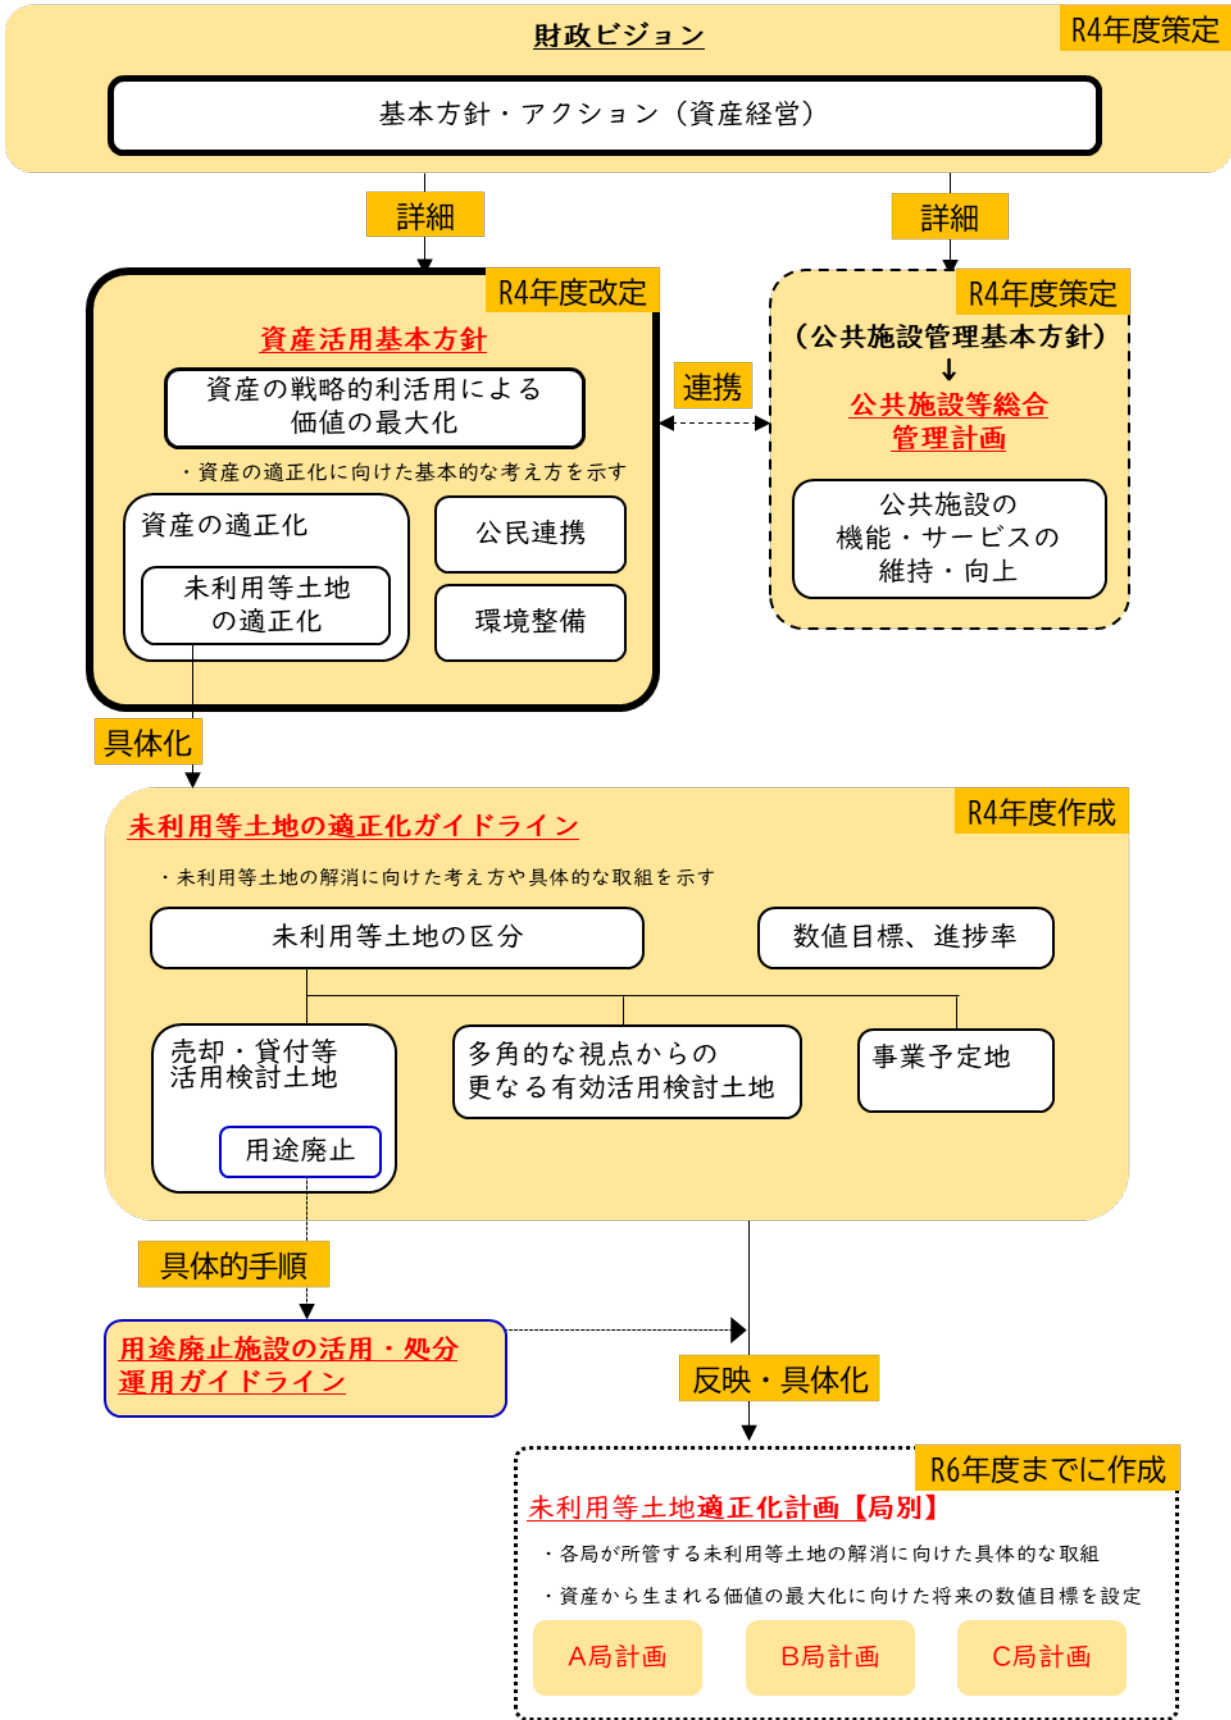 財政ビジョン
R4年度策定
基本方針・アクション（資産経営）
詳細
詳細
R4年度改定
資産活用基本方針
資産の戦略的利活用による
価値の最大化
・資産の適正化に向けた基本的な考え方を示す
資産の適正化
未利用等土地
の適正化
公民連携
環境整備
連携
R4年度策定
（公共施設管理基本方針）
↓
公共施設等総合
管理計画
公共施設の
機能・サービスの
維持・向上
具体化
R4年度作成
未利用等土地の適正化ガイドライン
・未利用等土地の解消に向けた考え方や具体的な取組を示す
未利用等土地の区分
数値目標、進捗率
売却・貸付等
活用検討土地
用途廃止
多角的な視点からの
更なる有効活用検討土地
事業予定地
具体的手順
用途廃止施設の活用・処分
運用ガイドライン
反映・具体化
R6年度までに作成
未利用等土地適正化計画【局別】
・各局が所管する未利用等土地の解消に向けた具体的な取組
・資産から生まれる価値の最大化に向けた将来の数値目標を設定
A局計画
B局計画
C局計画